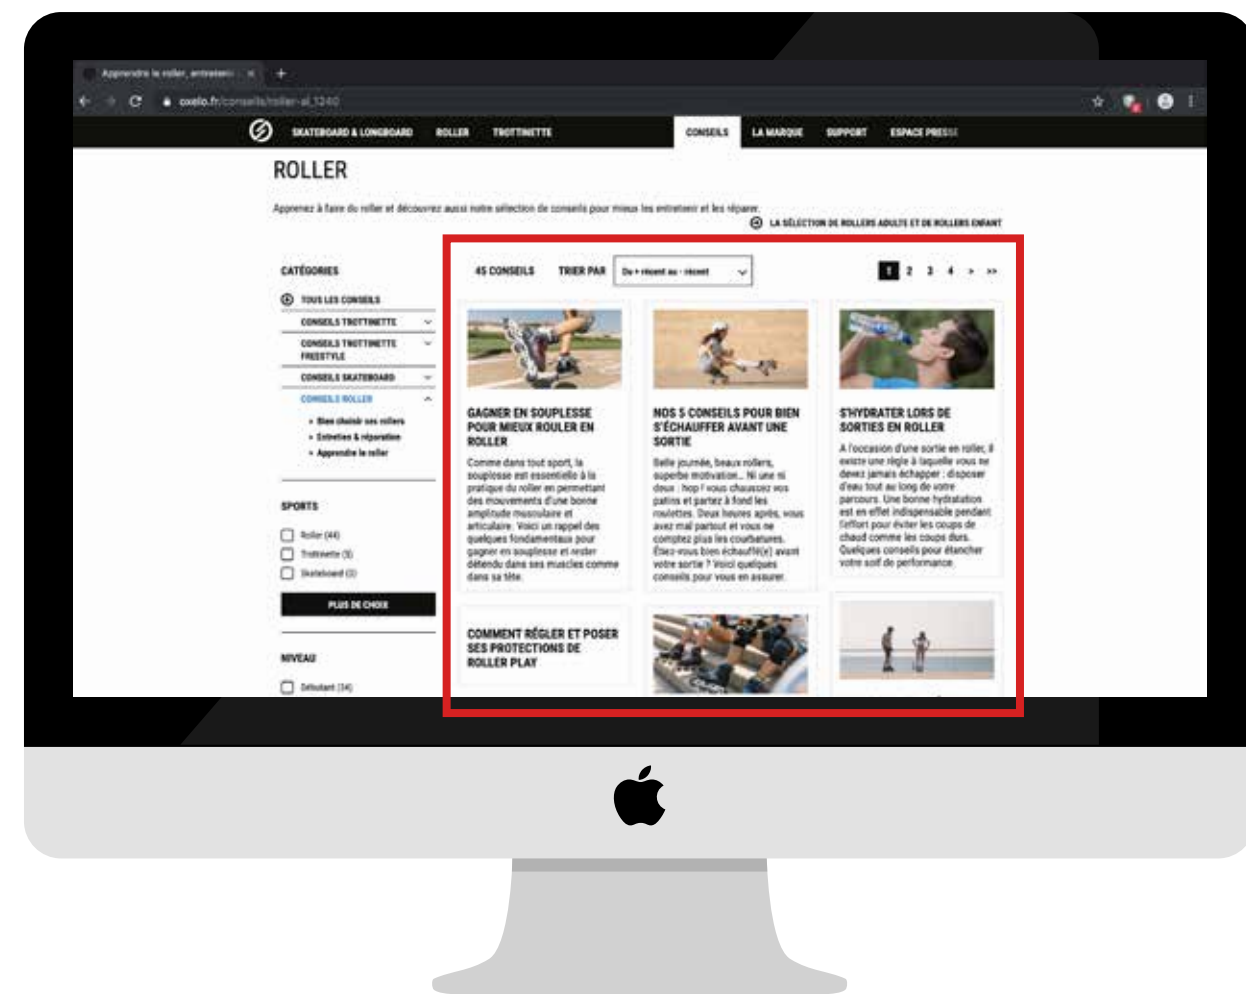 Apprendre le roller, entretenir
oxelo.fr/conseils/roller-al_1240
SKATEBOARD & LONGBOARD ROLLER TROTTINETTE CONSEILS LA MARQUE SUPPORT ESPACE PRESSE
ROLLER
Apprenez à faire du roller et découvrez aussi notre sélection de conseils pour mieux les entretenir et les réparer.
LA SÉLECTION DE ROLLERS ADULTE ET DE ROLLERS ENFANT
CATÉGORIES
TOUS LES CONSEILS
CONSEILS TROTTINETTE
CONSEILS TROTTINETTE
FREESTYLE
CONSEILS SKATEBOARD
CONSEILS ROLLER
Bien choisir ses rollers
Entretien & réparation
Apprendre le roller
SPORTS
Roller (44)
Trottinette (5)
Skateboard (2)
PLUS DE CHOIX
NIVEAU
Débutant (34)
45 CONSEILS TRIER PAR Du + récent au - récent
1 2 3 4 > >>
GAGNER EN SOUPLESSE
POUR MIEUX ROULER EN
ROLLER
Comme dans tout sport, la
souplesse est essentielle à la
pratique du roller en permettant
des mouvements d'une bonne
amplitude musculaire et
articulaire. Voici un rappel des
quelques fondamentaux pour
gagner en souplesse et rester
détendu dans ses muscles comme
dans sa tête.
NOS 5 CONSEILS POUR BIEN
S'ÉCHAUFFER AVANT UNE
SORTIE
Belle journée, beaux rollers,
superbe motivation... Ni une ni
deux : hop ! vous chaussez vos
patins et partez à fond les
roulettes. Deux heures après, vous
avez mal partout et vous ne
comptez plus les courbatures.
Étiez-vous bien échauffé(e) avant
votre sortie ? Voici quelques
conseils pour vous en assurer.
S'HYDRATER LORS DE
SORTIES EN ROLLER
A l'occasion d'une sortie en roller, il
existe une règle à laquelle vous ne
devez jamais échapper : disposer
d'eau tout au long de votre
parcours. Une bonne hydratation
est en effet indispensable pendant
l'effort pour éviter les coups de
chaud comme les coups durs.
Quelques conseils pour étancher
votre soif de performance.
COMMENT RÉGLER ET POSER
SES PROTECTIONS DE
ROLLER PLAY